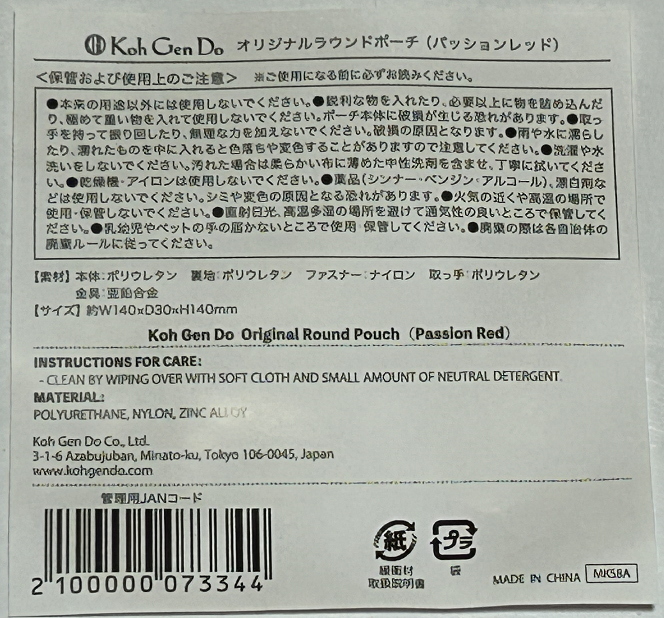 Koh Gen Do オリジナルラウンドポーチ（パッションレッド）
＜保管および使用上のご注意＞ ※ご使用になる前に必ずお読みください。
●本来の用途以外には使用しないでください。●鋭利な物を入れたり、必要以上に物を詰め込んだ
り、極めて重い物を入れて使用しないでください。ポーチ本体に破損が生じる恐れがあります。●取っ
手を持って振り回したり、無理な力を加えないでください。破損の原因となります。●雨や水に濡らし
たり、濡れたものを中に入れると色落ちや変色することがありますので注意してください。●洗濯や水
洗いをしないでください。汚れた場合は柔らかい布に薄めた中性洗剤を含ませ、丁寧に拭いてくださ
い。●乾燥機・アイロンは使用しないでください。●薬品（シンナー・ベンジン・アルコール）、漂白剤な
どは使用しないでください。シミや変色の原因となる恐れがあります。●火気の近くや高温の場所で
使用・保管しないでください。●直射日光、高温多湿の場所を避けて通気性の良いところで保管してく
ださい。●乳幼児やペットの手の届かないところで使用・保管してください。●廃棄の際は各自治体の
廃棄ルールに従ってください。
【素材】本体：ポリウレタン 裏地：ポリウレタン ファスナー：ナイロン 取っ手：ポリウレタン
金具：亜鉛合金
【サイズ】約W140×D30×H140mm
Koh Gen Do Original Round Pouch（Passion Red）
INSTRUCTIONS FOR CARE:
- CLEAN BY WIPING OVER WITH SOFT CLOTH AND SMALL AMOUNT OF NEUTRAL DETERGENT.
MATERIAL:
POLYURETHANE, NYLON, ZINC ALLOY
Koh Gen Do Co., Ltd.
3-1-6 Azabujuban, Minato-ku, Tokyo 106-0045, Japan
www.kohgendo.com
管理用JANコード
2 100000 073344
紙 プラ
緩衝材 袋
取扱説明書
MADE IN CHINA MK58A